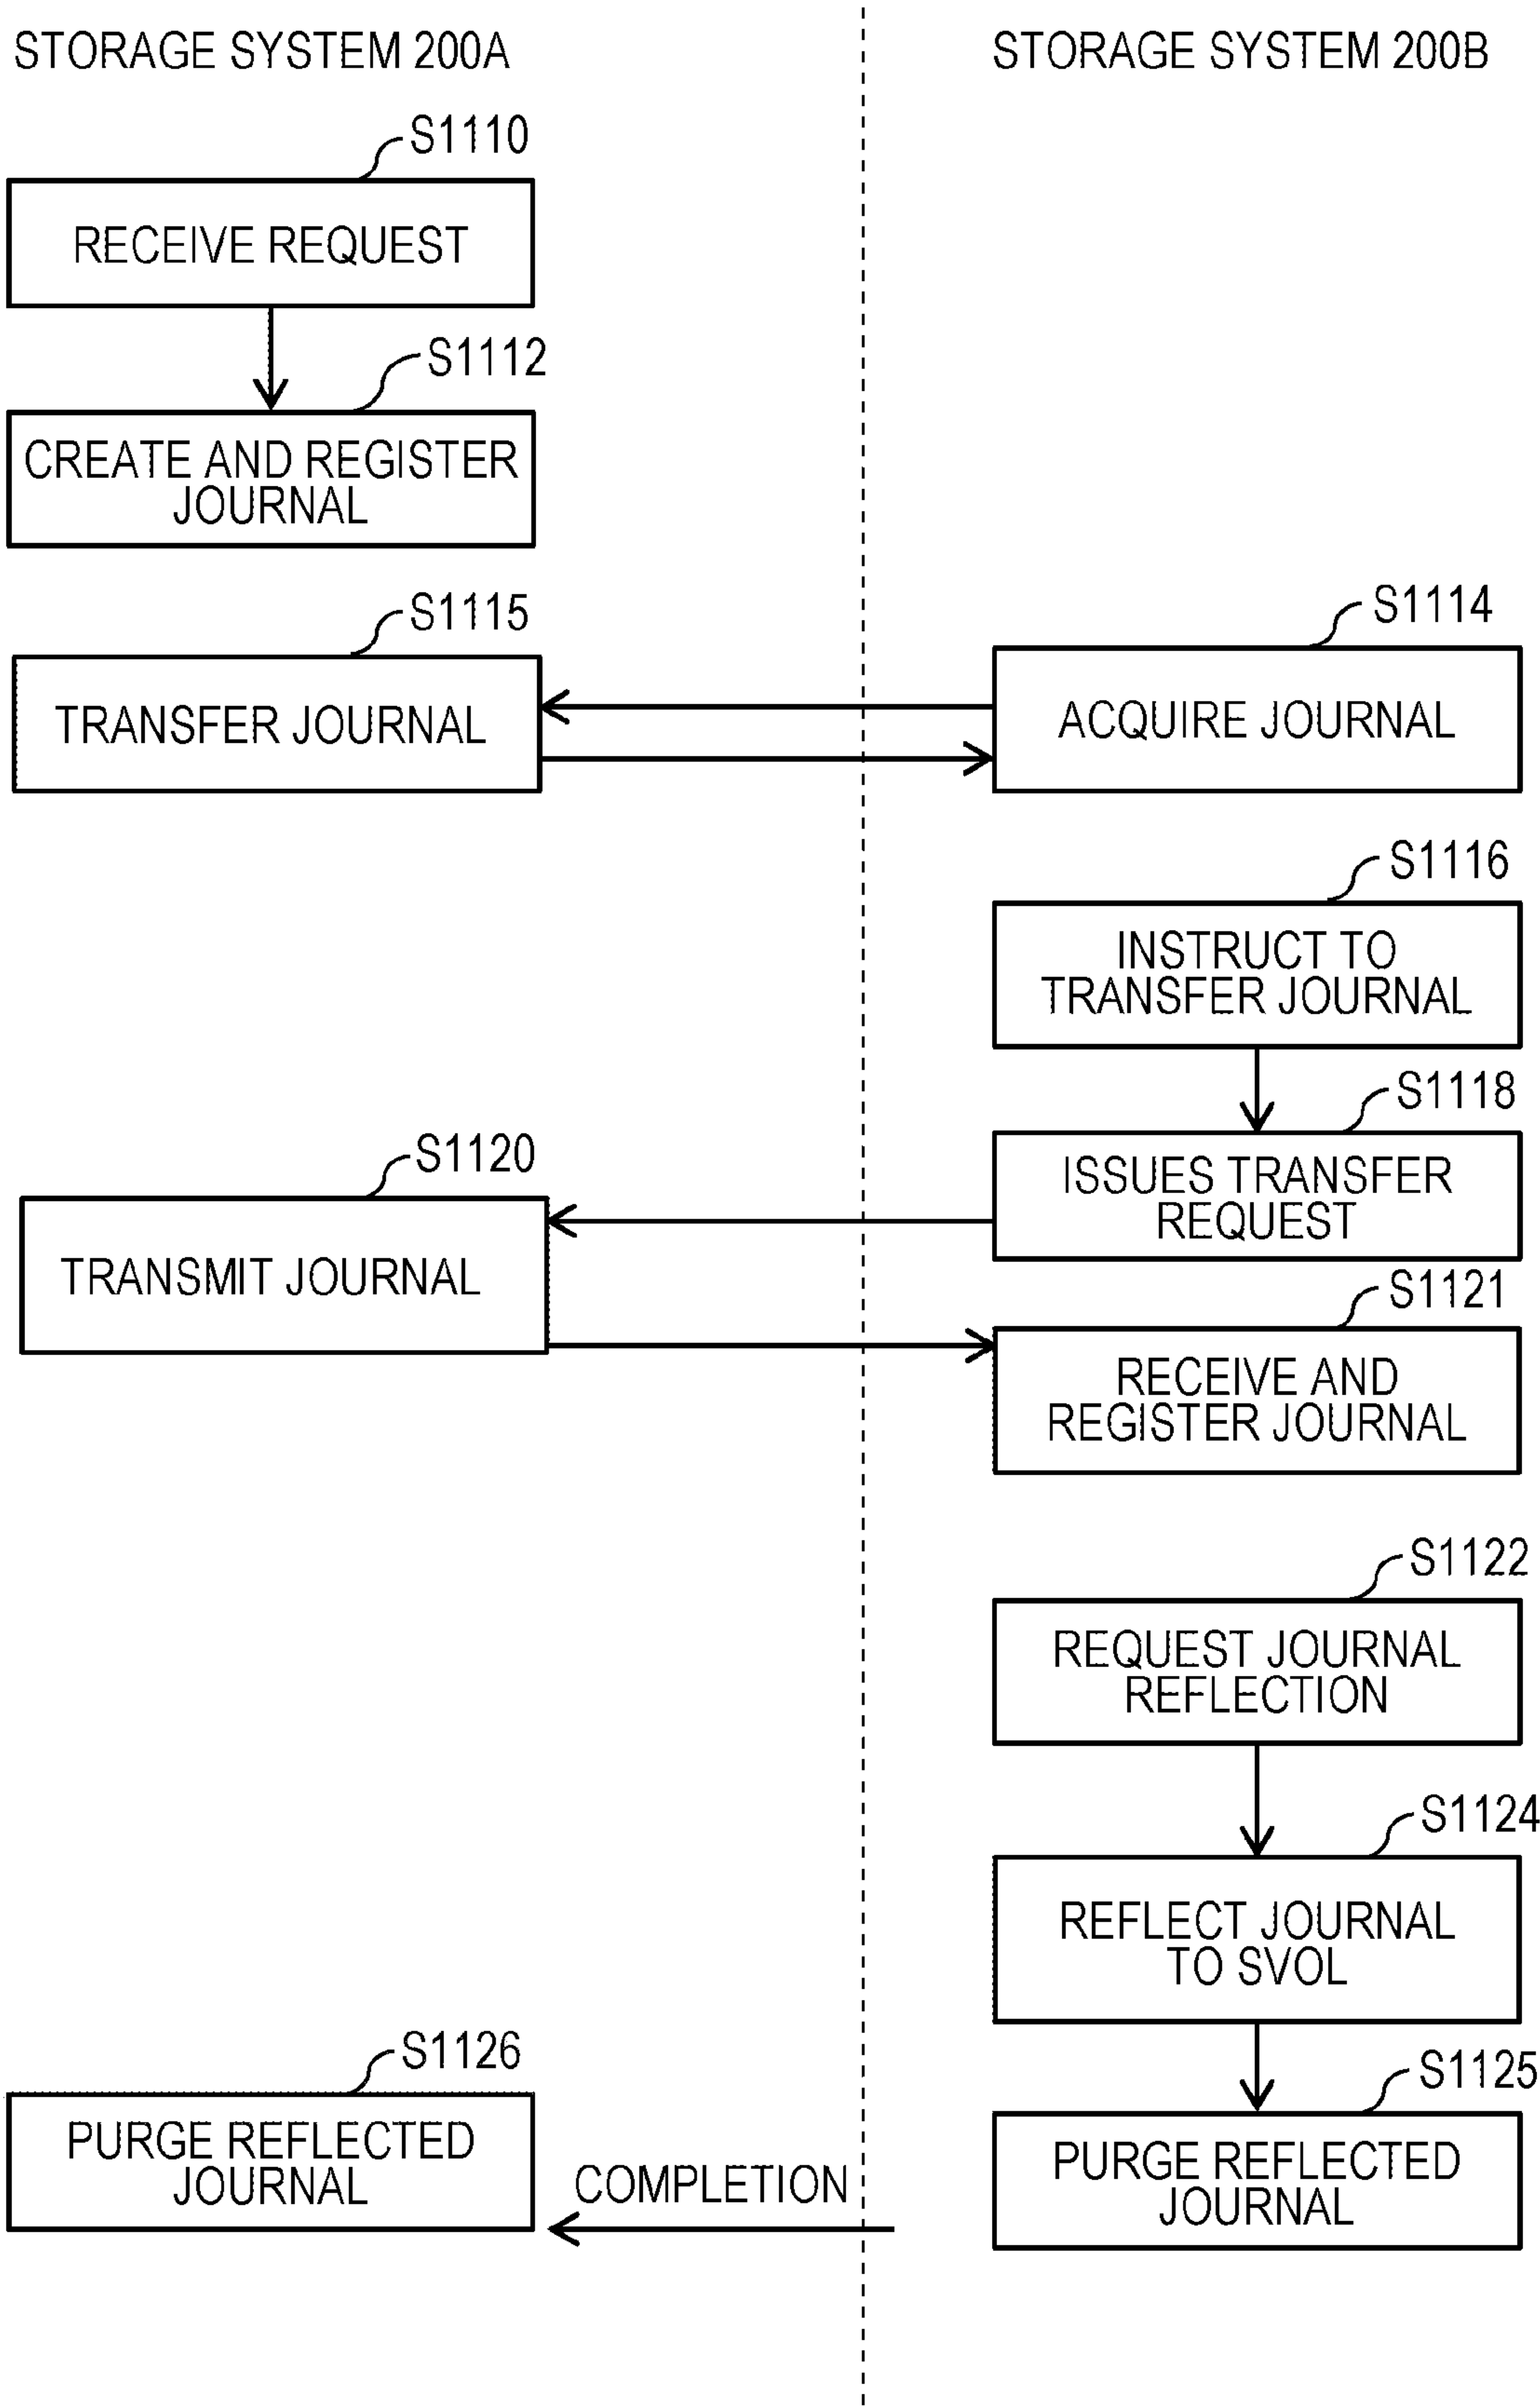 STORAGE SYSTEM 200A
STORAGE SYSTEM 200B
S1110
RECEIVE REQUEST
S1112
CREATE AND REGISTER
JOURNAL
S1115
TRANSFER JOURNAL
S1114
ACQUIRE JOURNAL
S1116
INSTRUCT TO
TRANSFER JOURNAL
S1118
ISSUES TRANSFER
REQUEST
S1120
TRANSMIT JOURNAL
S1121
RECEIVE AND
REGISTER JOURNAL
S1122
REQUEST JOURNAL
REFLECTION
S1124
REFLECT JOURNAL
TO SVOL
S1125
PURGE REFLECTED
JOURNAL
COMPLETION
S1126
PURGE REFLECTED
JOURNAL